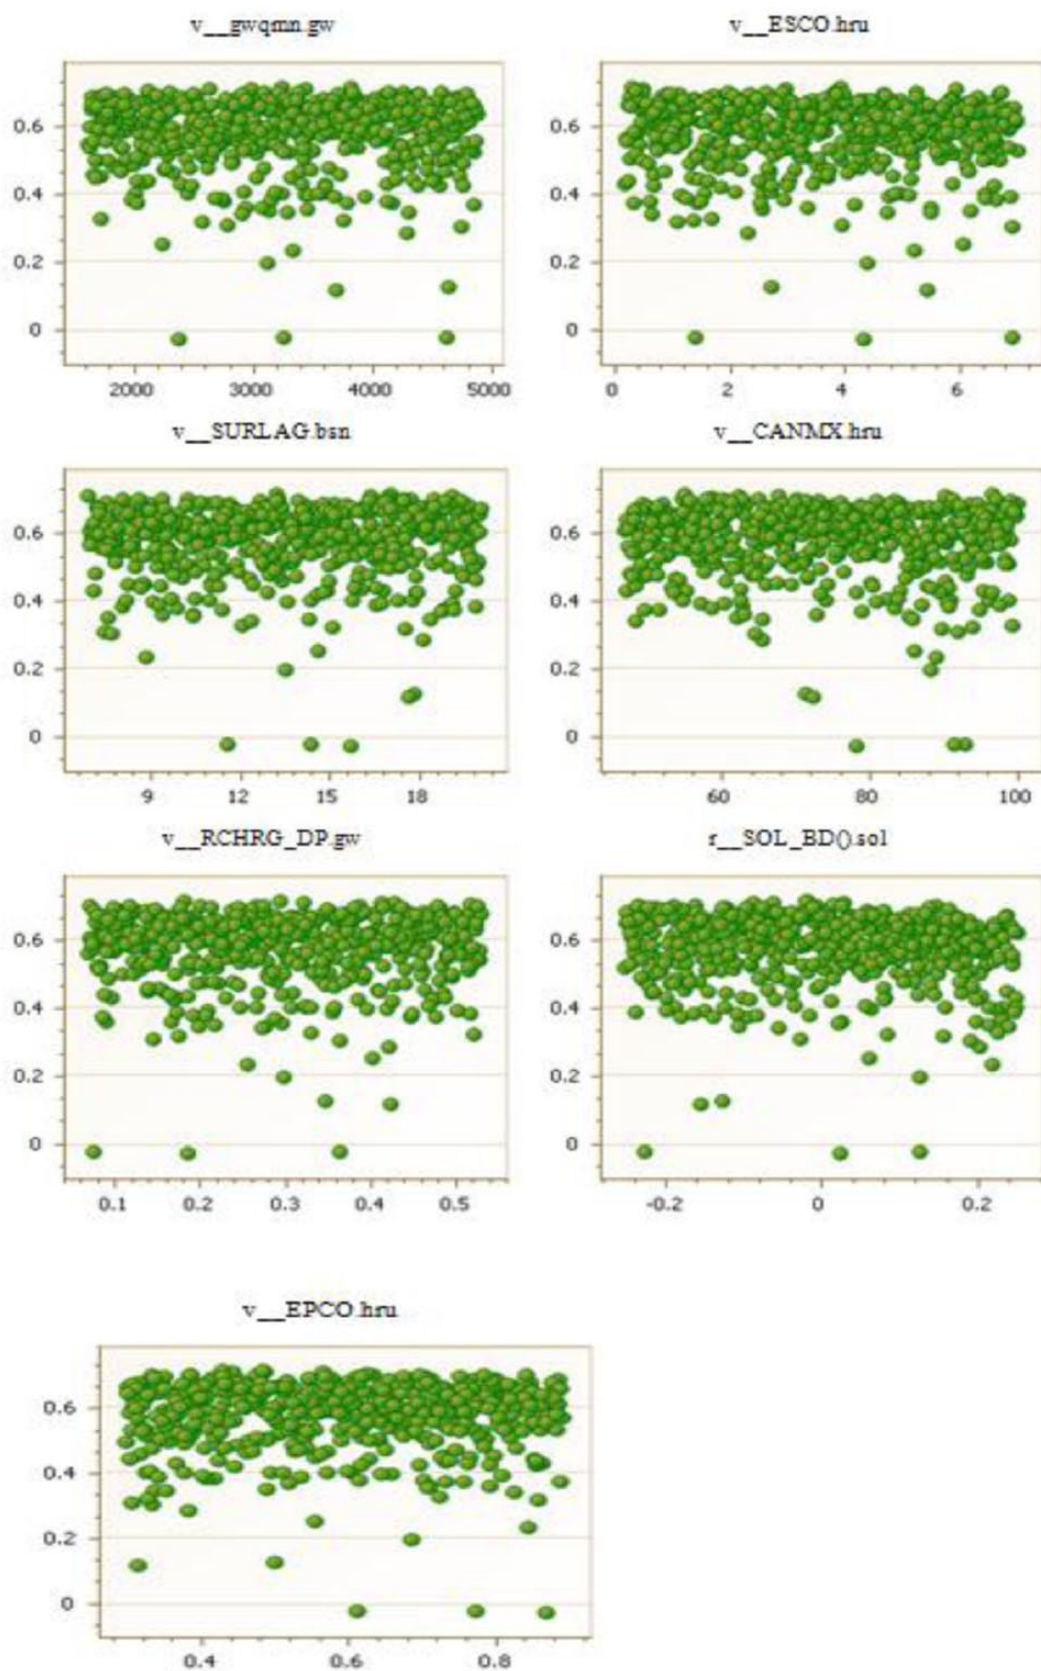 v__gwqmn.gw v__ESCO.hru
0.6 0.6
0.4 0.4
0.2 0.2
0 0
2000 3000 4000 5000 0 2 4 6
v__SURLAG.bsn v__CANMX.hru
0.6 0.6
0.4 0.4
0.2 0.2
0 0
9 12 15 18 60 80 100
v__RCHRG_DP.gw r__SOL_BD().sol
0.6 0.6
0.4 0.4
0.2 0.2
0 0
0.1 0.2 0.3 0.4 0.5 -0.2 0 0.2
v__EPCO.hru
0.6
0.4
0.2
0
0.4 0.6 0.8